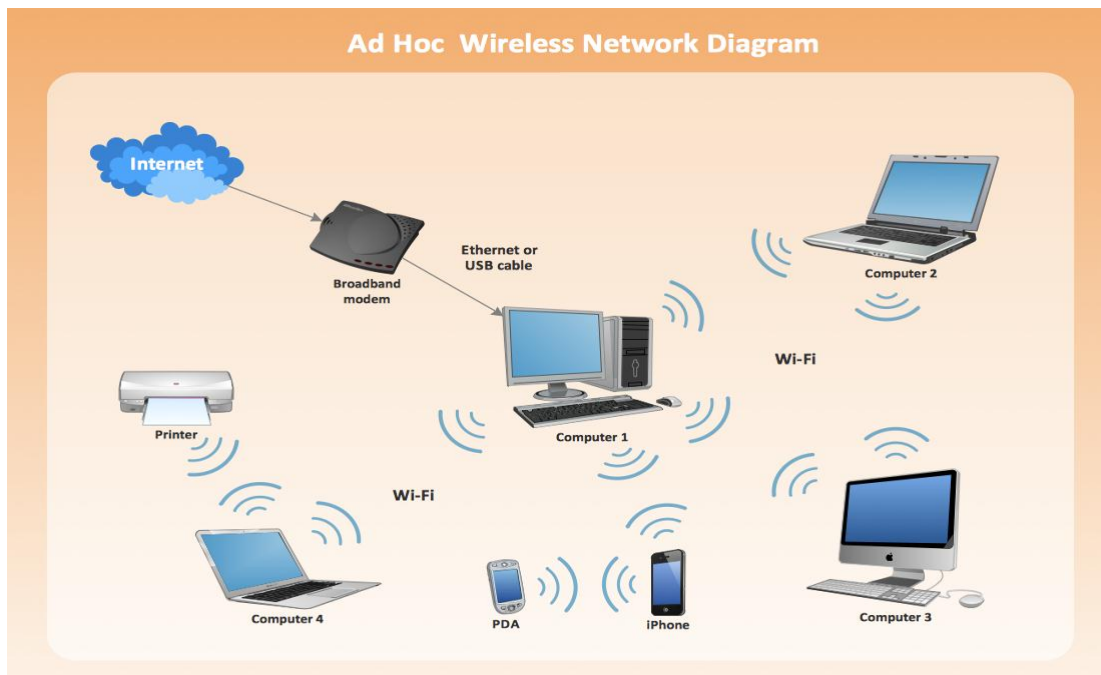 Ad Hoc Wireless Network Diagram
Internet
Ethernet or
USB cable
Broadband
modem
Computer 2
Wi-Fi
Printer
Computer 1
Wi-Fi
Computer 4
PDA
iPhone
Computer 3